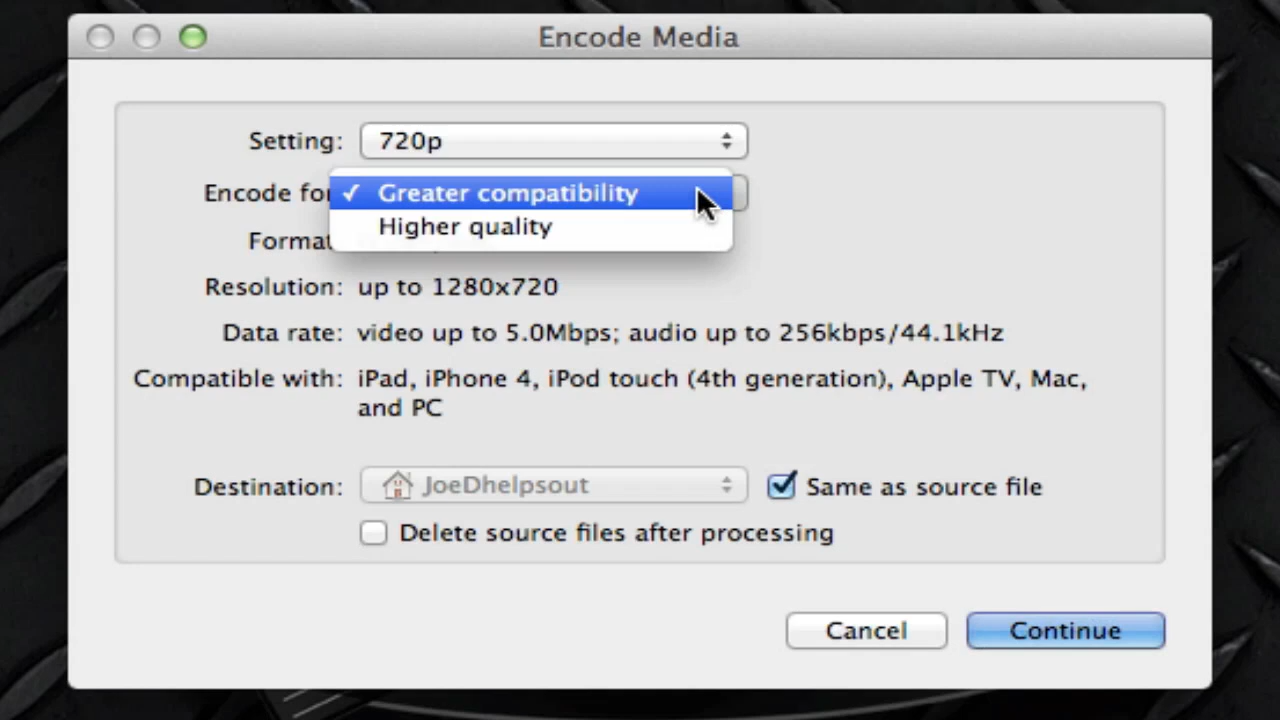 Encode Media
Setting: 720p
Encode for
✓ Greater compatibility
Higher quality
Format
Resolution: up to 1280x720
Data rate: video up to 5.0Mbps; audio up to 256kbps/44.1kHz
Compatible with: iPad, iPhone 4, iPod touch (4th generation), Apple TV, Mac,
and PC
Destination: JoeDhelpsout Same as source file
Delete source files after processing
Cancel Continue